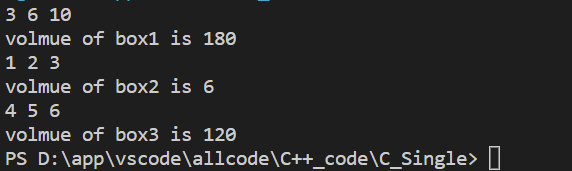 3 6 10
volmue of box1 is 180
1 2 3
volmue of box2 is 6
4 5 6
volmue of box3 is 120
PS D:\app\vscode\allcode\C++_code\C_Single>